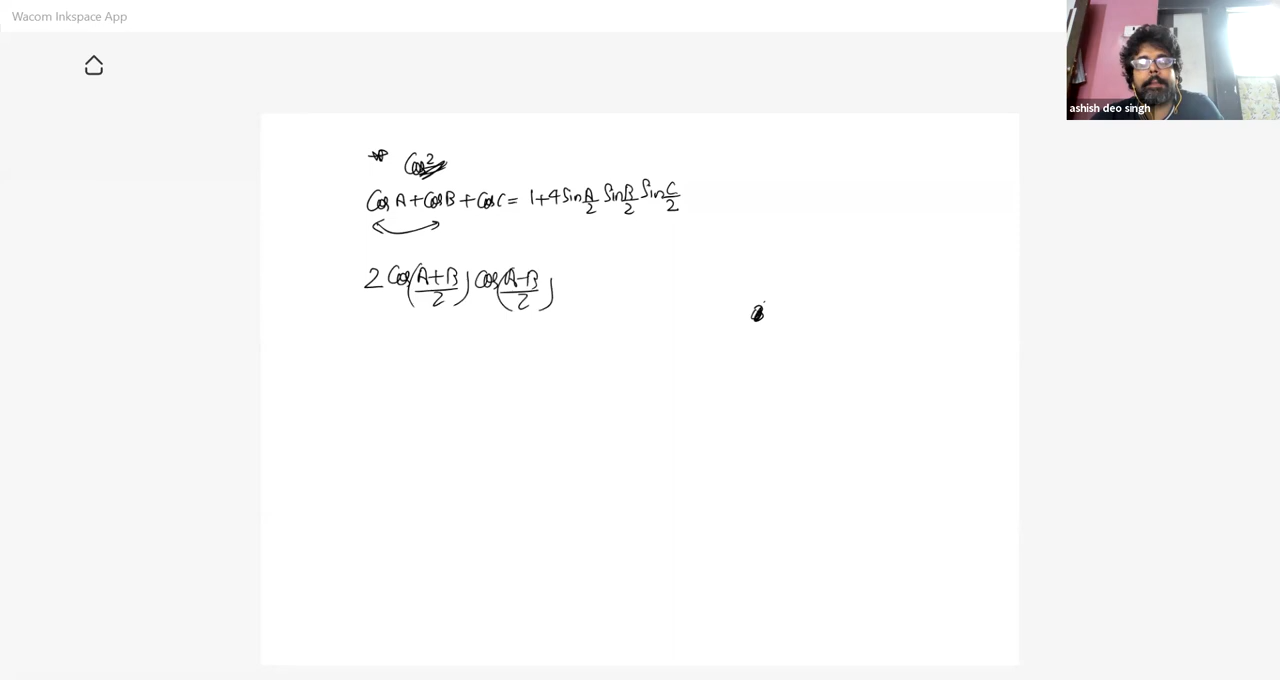 Wacom Inkspace App
ashish deo singh
* Cos²
Cos A + Cos B + Cos C = 1+4 Sin A/2 Sin B/2 Sin C/2
2 Cos(A+B/2) Cos(A-B/2)